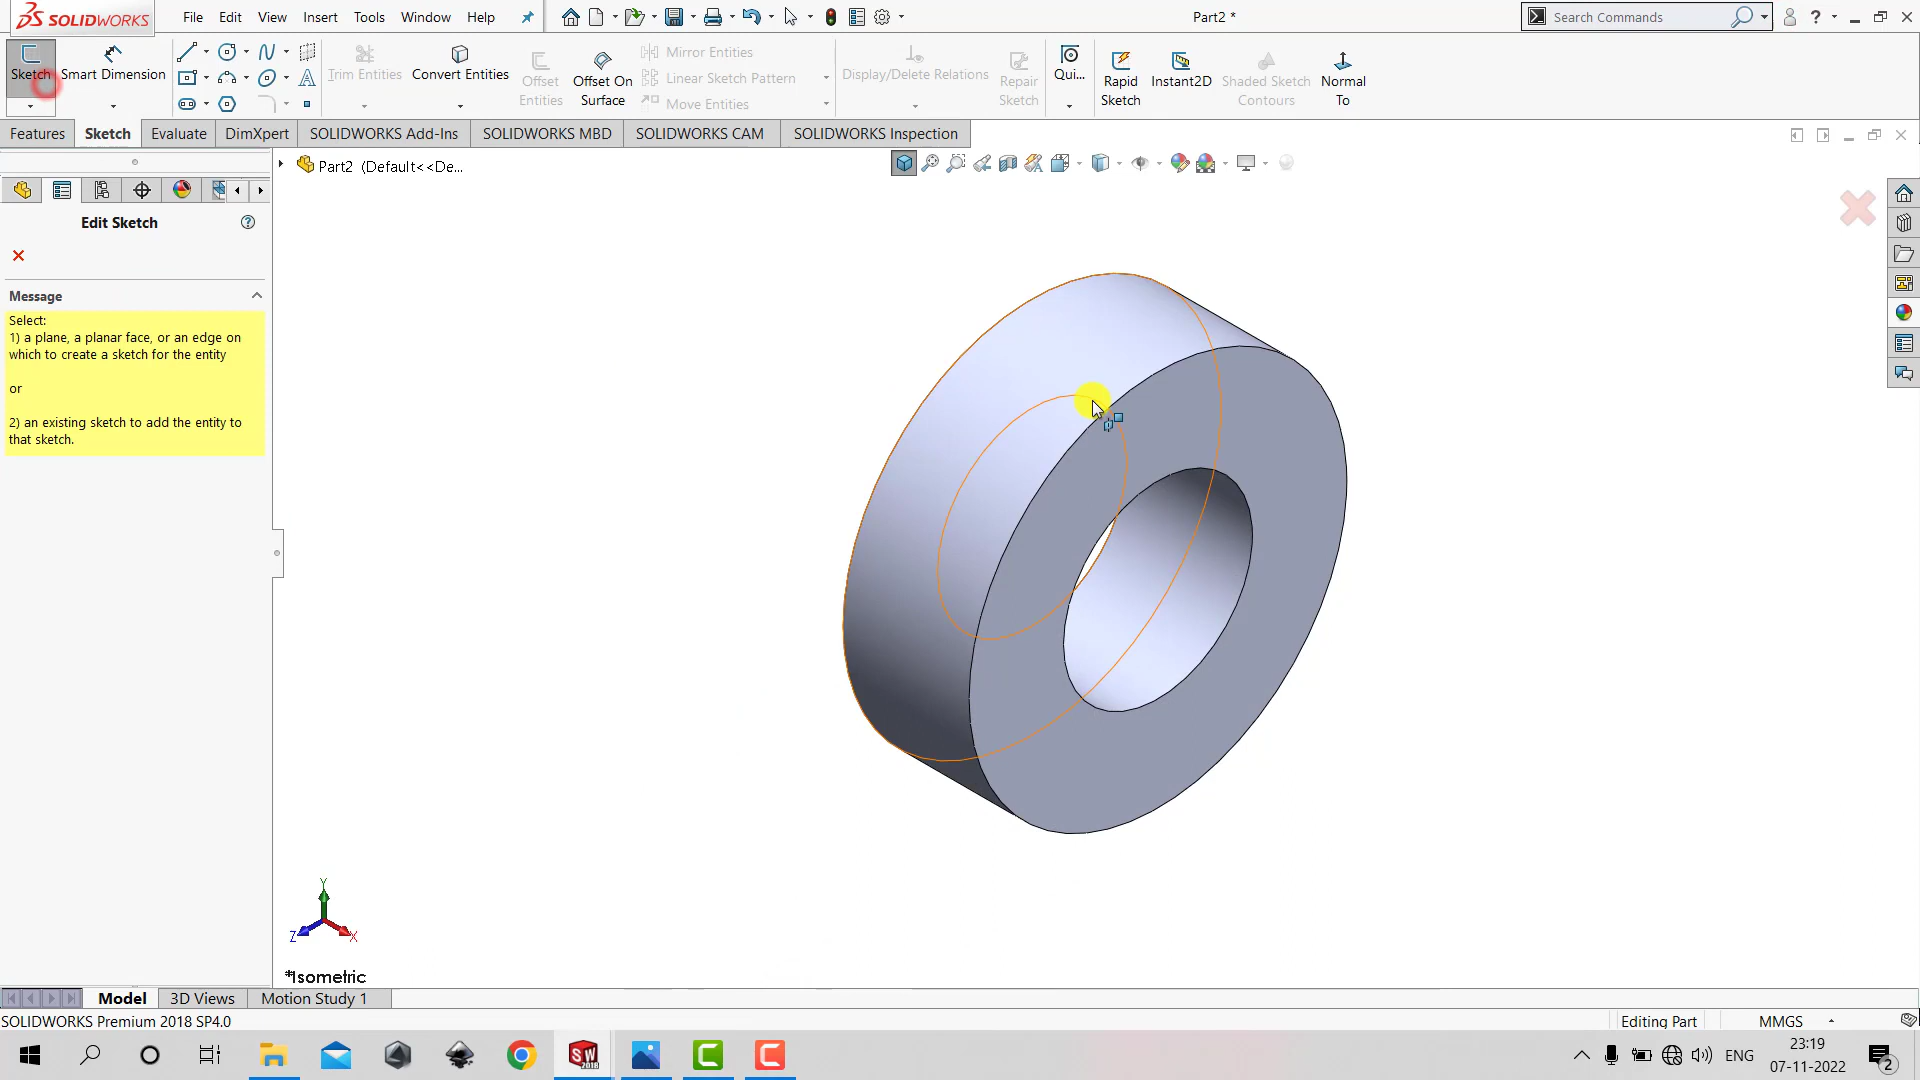 SOLIDWORKS
File Edit View Insert Tools Window Help
Part2 *
Search Commands
Sketch
Smart Dimension
Trim Entities
Convert Entities
Offset Entities
Offset On Surface
Mirror Entities
Linear Sketch Pattern
Move Entities
Display/Delete Relations
Repair Sketch
Qui...
Rapid Sketch
Instant2D
Shaded Sketch Contours
Normal To
Features Sketch Evaluate DimXpert SOLIDWORKS Add-Ins SOLIDWORKS MBD SOLIDWORKS CAM SOLIDWORKS Inspection
Part2 (Default<<De...
Edit Sketch
Message
Select:
1) a plane, a planar face, or an edge on
which to create a sketch for the entity
or
2) an existing sketch to add the entity to
that sketch.
Y
Z
X
*Isometric
Model 3D Views Motion Study 1
SOLIDWORKS Premium 2018 SP4.0
Editing Part MMGS
SW
2018
ENG
23:19
07-11-2022
2